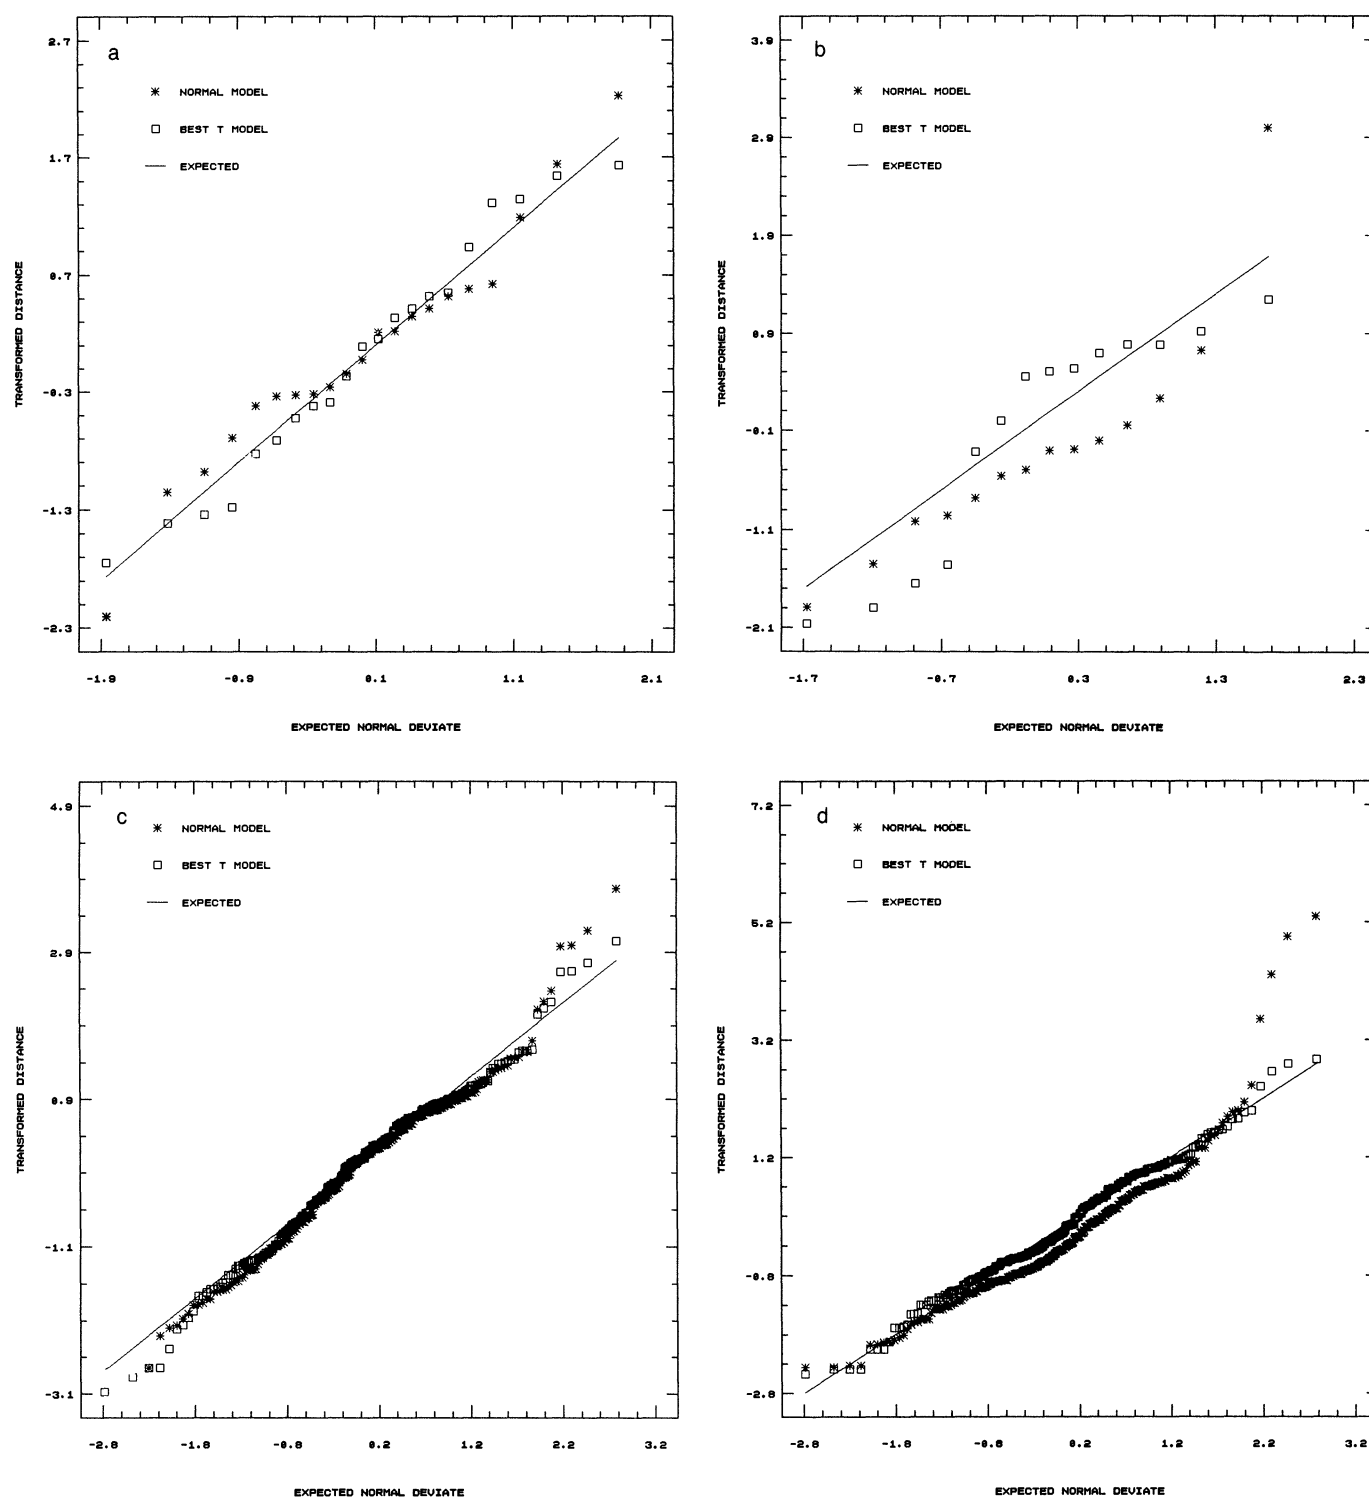 a
2.7
1.7
0.7
-0.3
-1.3
-2.3
* NORMAL MODEL
□ BEST T MODEL
— EXPECTED
TRANSFORMED DISTANCE
-1.9 -0.9 0.1 1.1 2.1
EXPECTED NORMAL DEVIATE
b
3.9
2.9
1.9
0.9
-0.1
-1.1
-2.1
* NORMAL MODEL
□ BEST T MODEL
— EXPECTED
TRANSFORMED DISTANCE
-1.7 -0.7 0.3 1.3 2.3
EXPECTED NORMAL DEVIATE
c
4.9
2.9
0.9
-1.1
-3.1
* NORMAL MODEL
□ BEST T MODEL
— EXPECTED
TRANSFORMED DISTANCE
-2.8 -1.8 -0.8 0.2 1.2 2.2 3.2
EXPECTED NORMAL DEVIATE
d
7.2
5.2
3.2
1.2
-0.8
-2.8
* NORMAL MODEL
□ BEST T MODEL
— EXPECTED
TRANSFORMED DISTANCE
-2.8 -1.8 -0.8 0.2 1.2 2.2 3.2
EXPECTED NORMAL DEVIATE